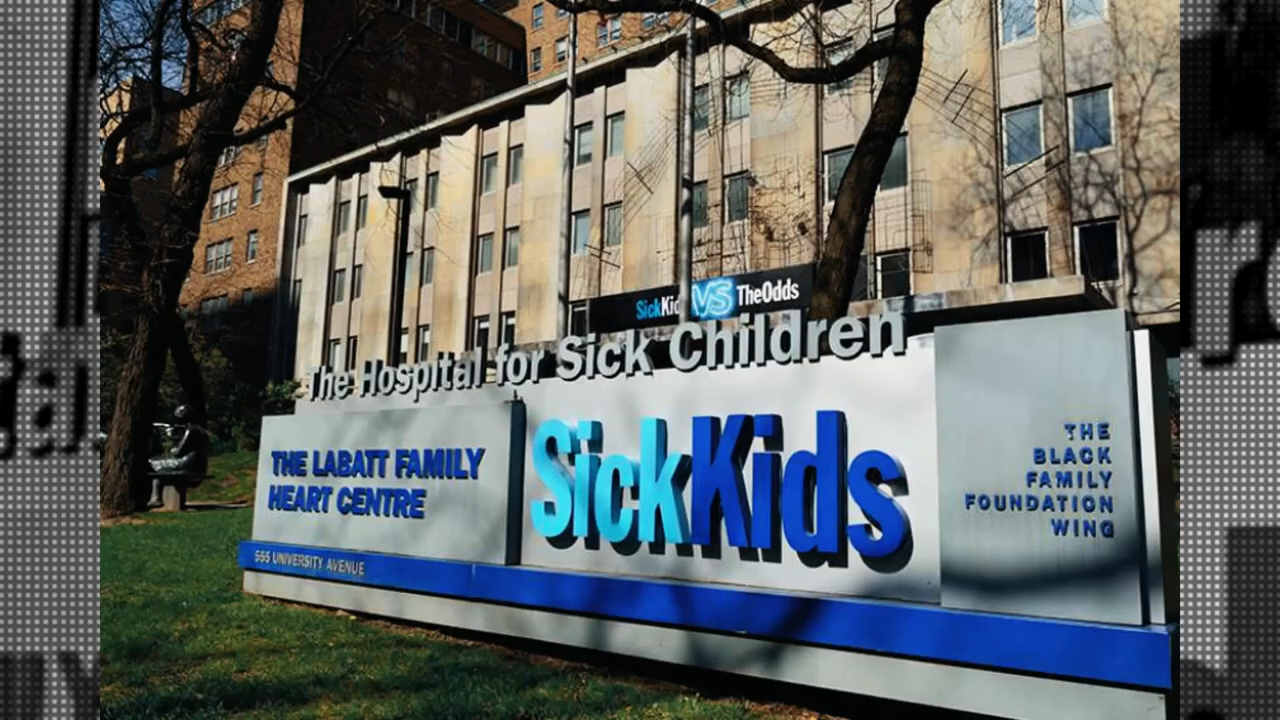 SickKids VS TheOdds
The Hospital for Sick Children
THE LABATT FAMILY
HEART CENTRE
SickKids
THE
BLACK
FAMILY
FOUNDATION
WING
555 UNIVERSITY AVENUE